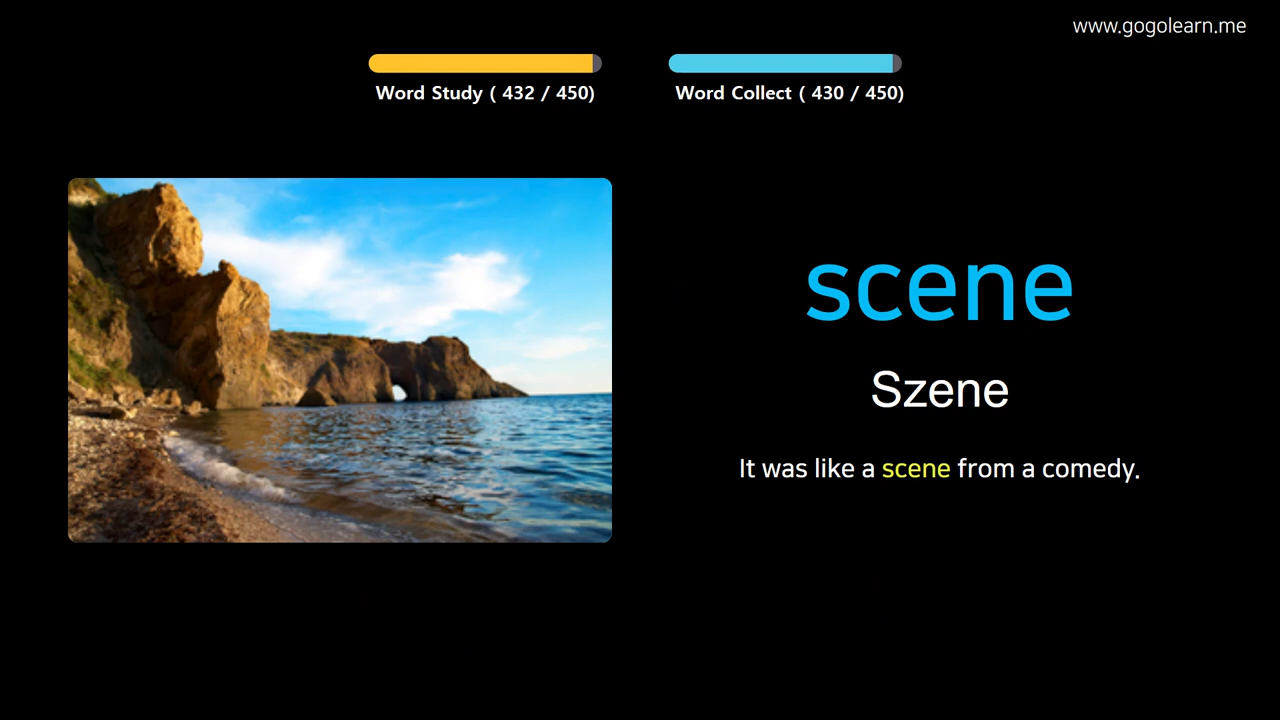 www.gogolearn.me
Word Study ( 432 / 450)
Word Collect ( 430 / 450)
scene
Szene
It was like a scene from a comedy.